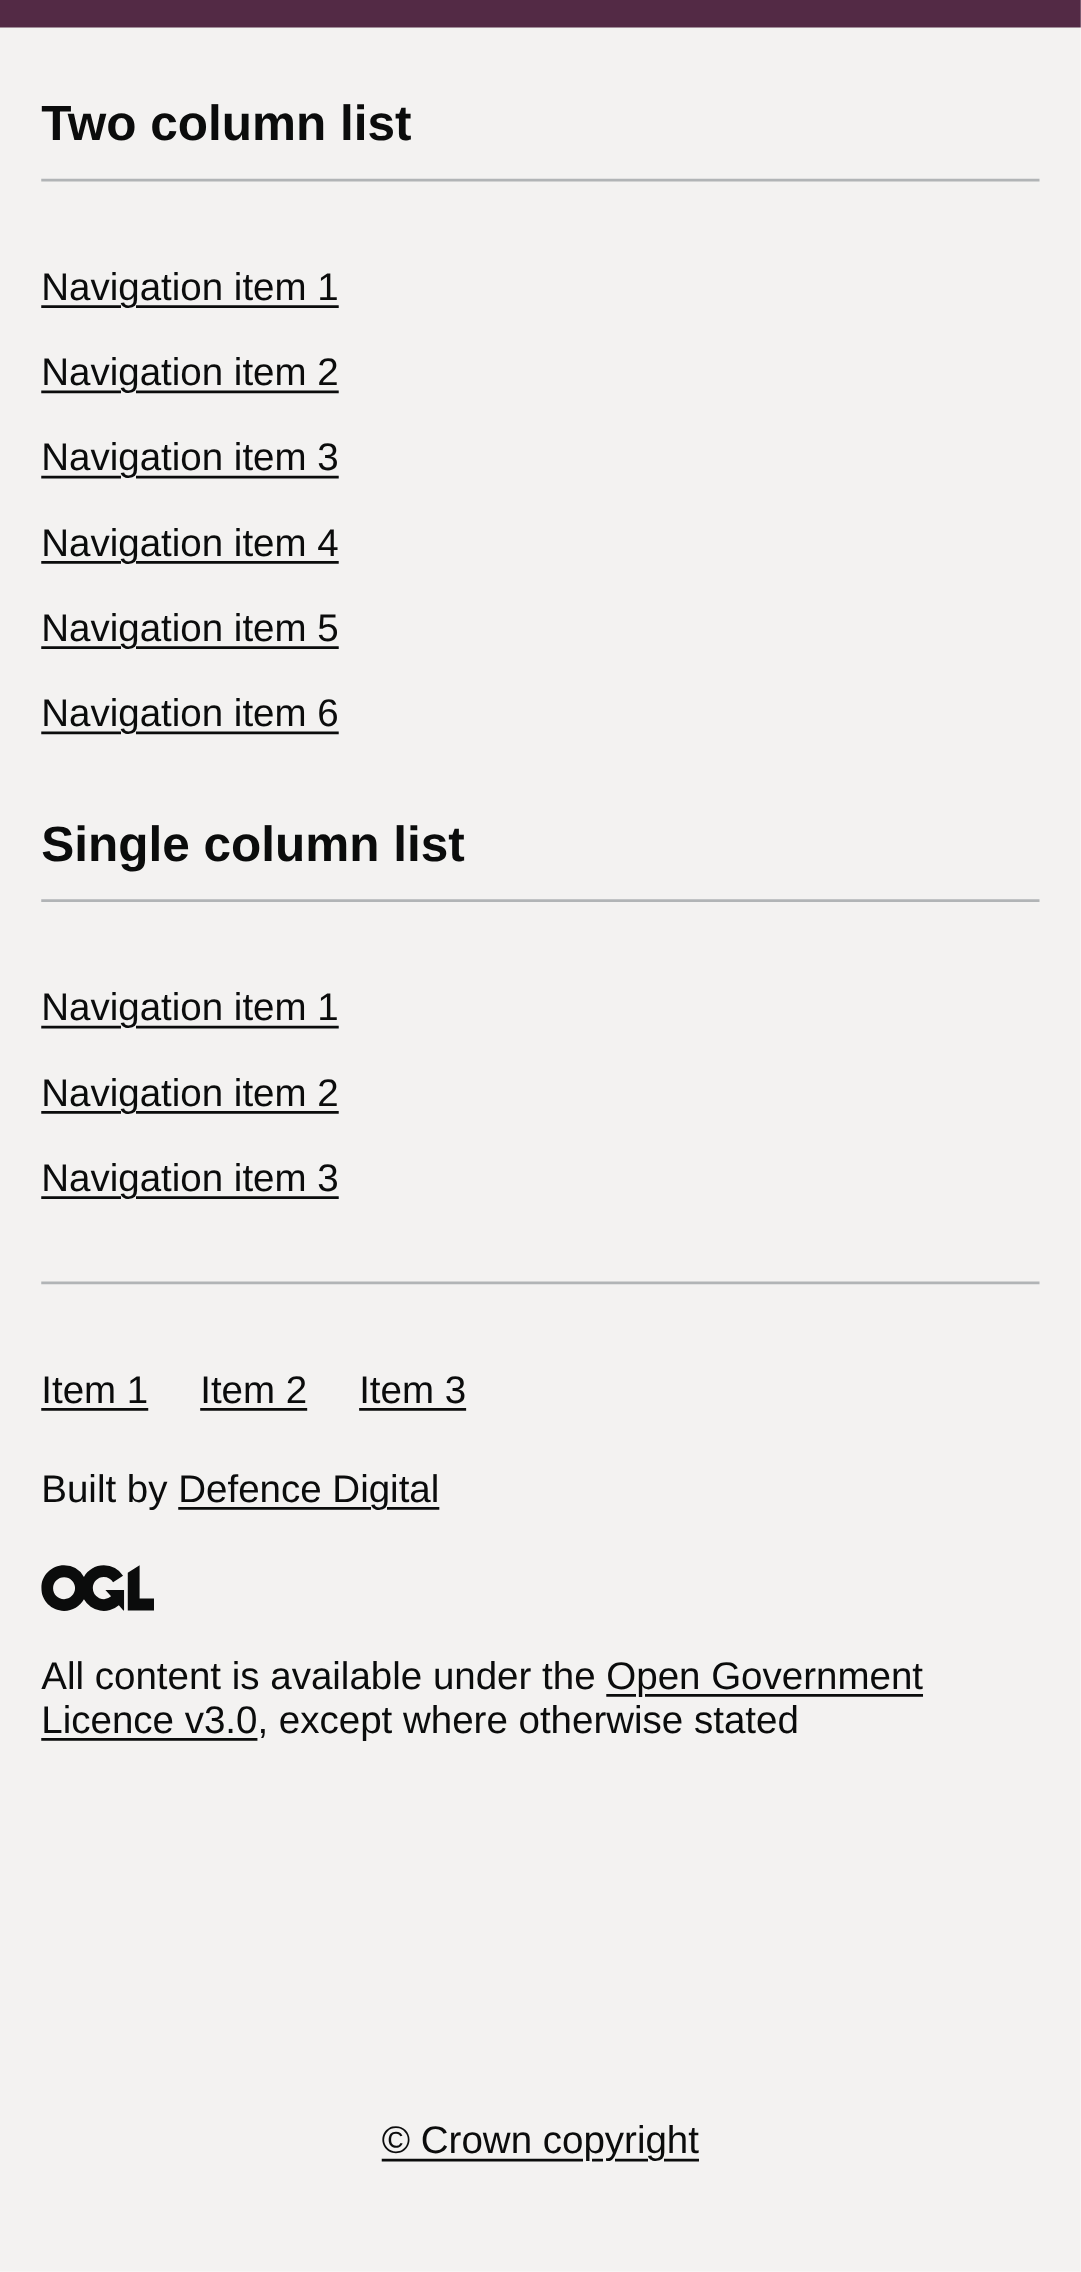 Two column list
Navigation item 1
Navigation item 2
Navigation item 3
Navigation item 4
Navigation item 5
Navigation item 6
Single column list
Navigation item 1
Navigation item 2
Navigation item 3
Item 1 Item 2 Item 3
Built by Defence Digital
OGL
All content is available under the Open Government
Licence v3.0, except where otherwise stated
© Crown copyright